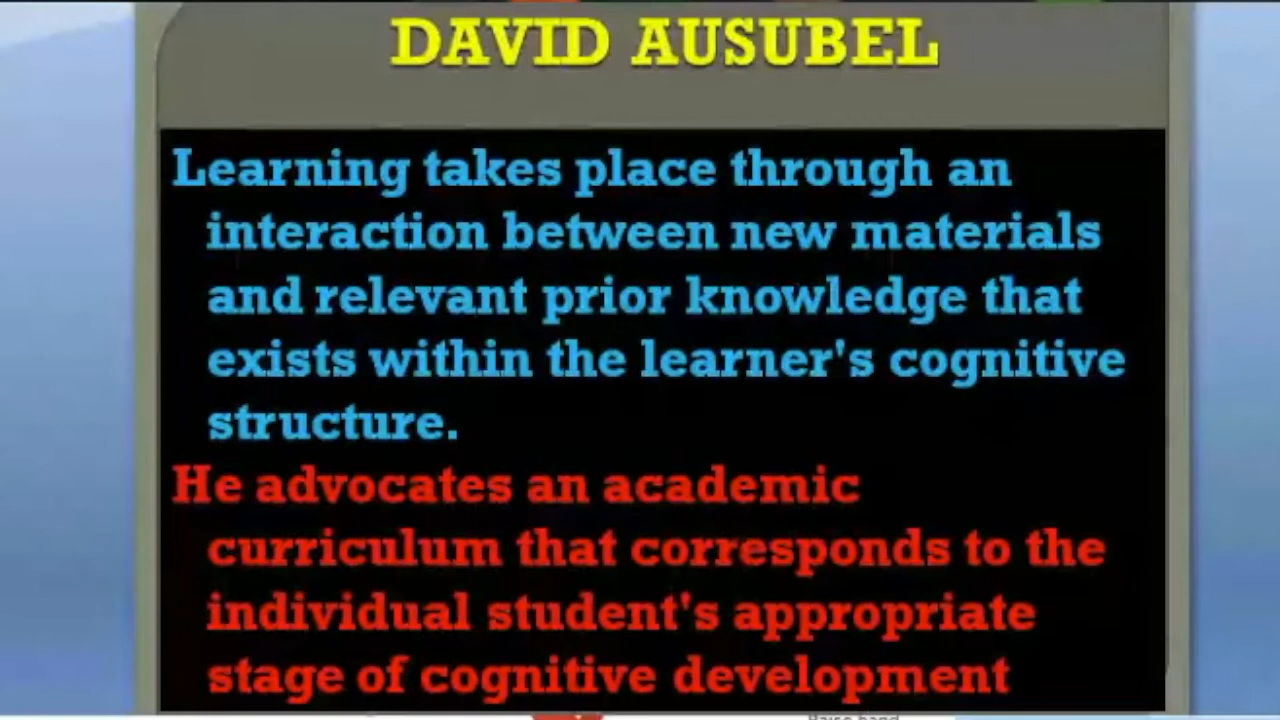 DAVID AUSUBEL
Learning takes place through an
interaction between new materials
and relevant prior knowledge that
exists within the learner's cognitive
structure.
He advocates an academic
curriculum that corresponds to the
individual student's appropriate
stage of cognitive development